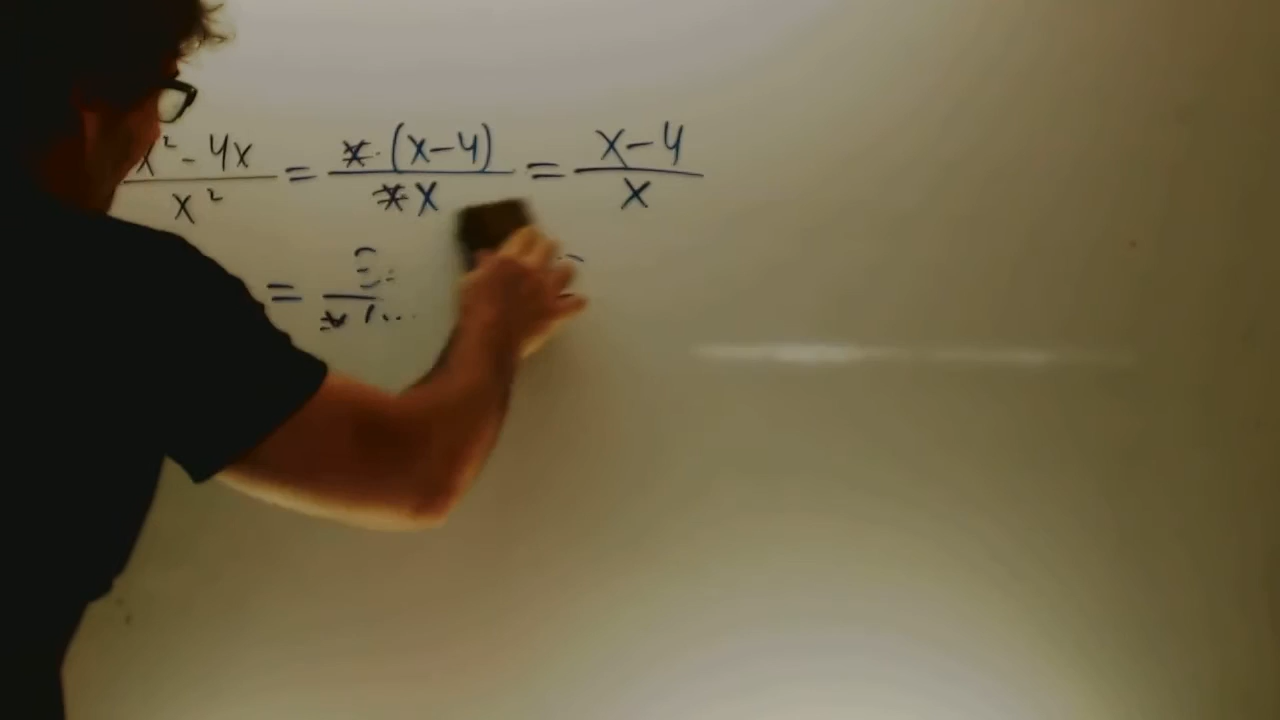 x² - 4x / x² = x · (x - 4) / x x = x - 4 / x
=